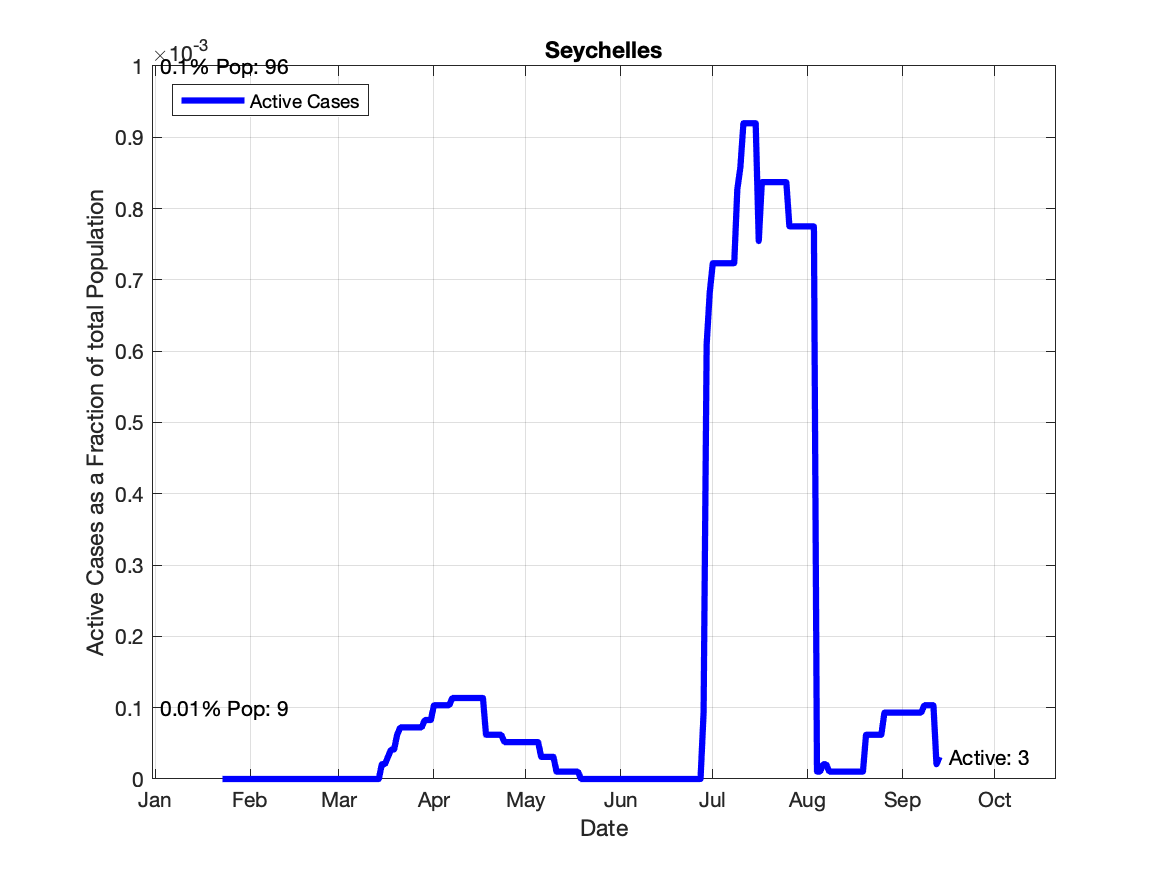 Seychelles
×10-3
0.1% Pop: 96
Active Cases
1
0.9
0.8
0.7
0.6
0.5
0.4
0.3
0.2
0.1
0
0.01% Pop: 9
Active: 3
Active Cases as a Fraction of total Population
Jan Feb Mar Apr May Jun Jul Aug Sep Oct
Date